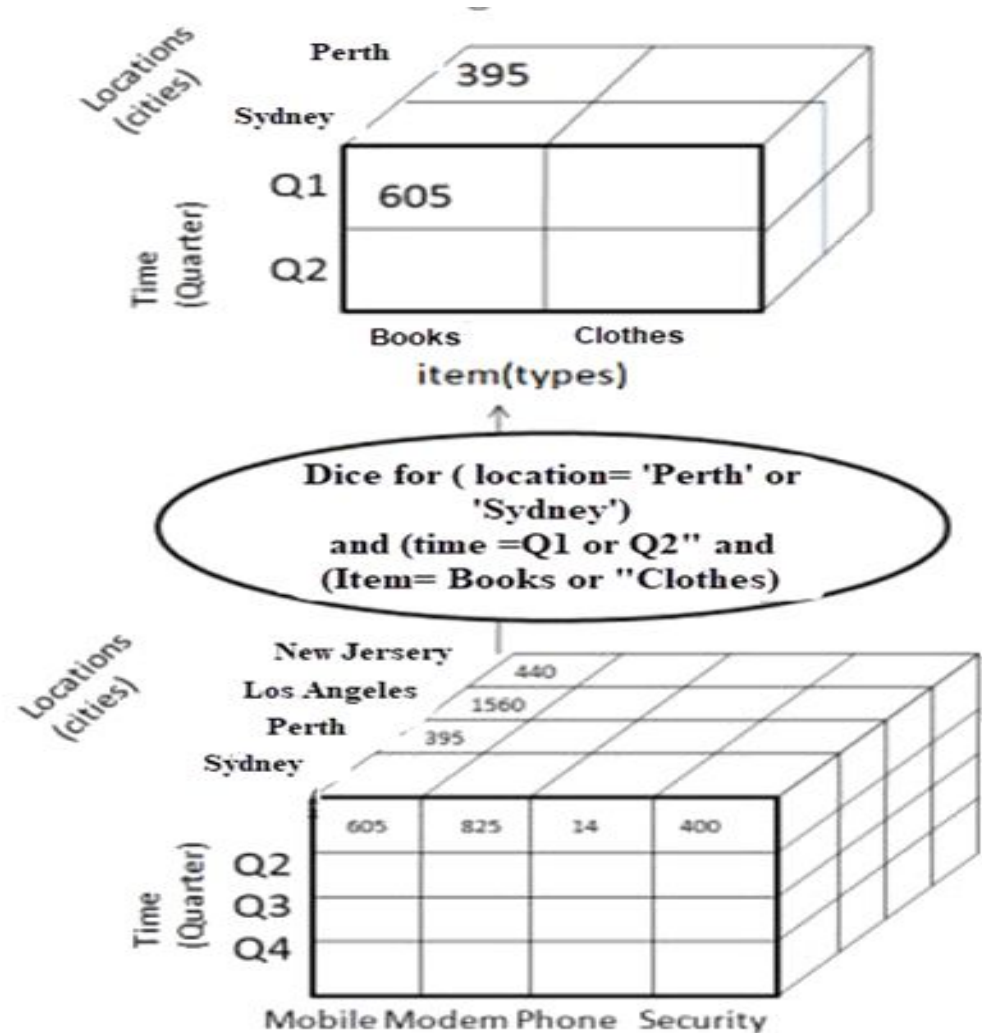 Locations
(cities)
Perth
395
Sydney
Q1
605
Time
(Quarter)
Q2
Books Clothes
item(types)
Dice for ( location= 'Perth' or
'Sydney')
and (time =Q1 or Q2" and
(Item= Books or "Clothes)
Locations
(cities)
New Jersery
440
Los Angeles
1560
Perth
395
Sydney
605 825 14 400
Time
(Quarter)
Q2
Q3
Q4
Mobile Modem Phone Security